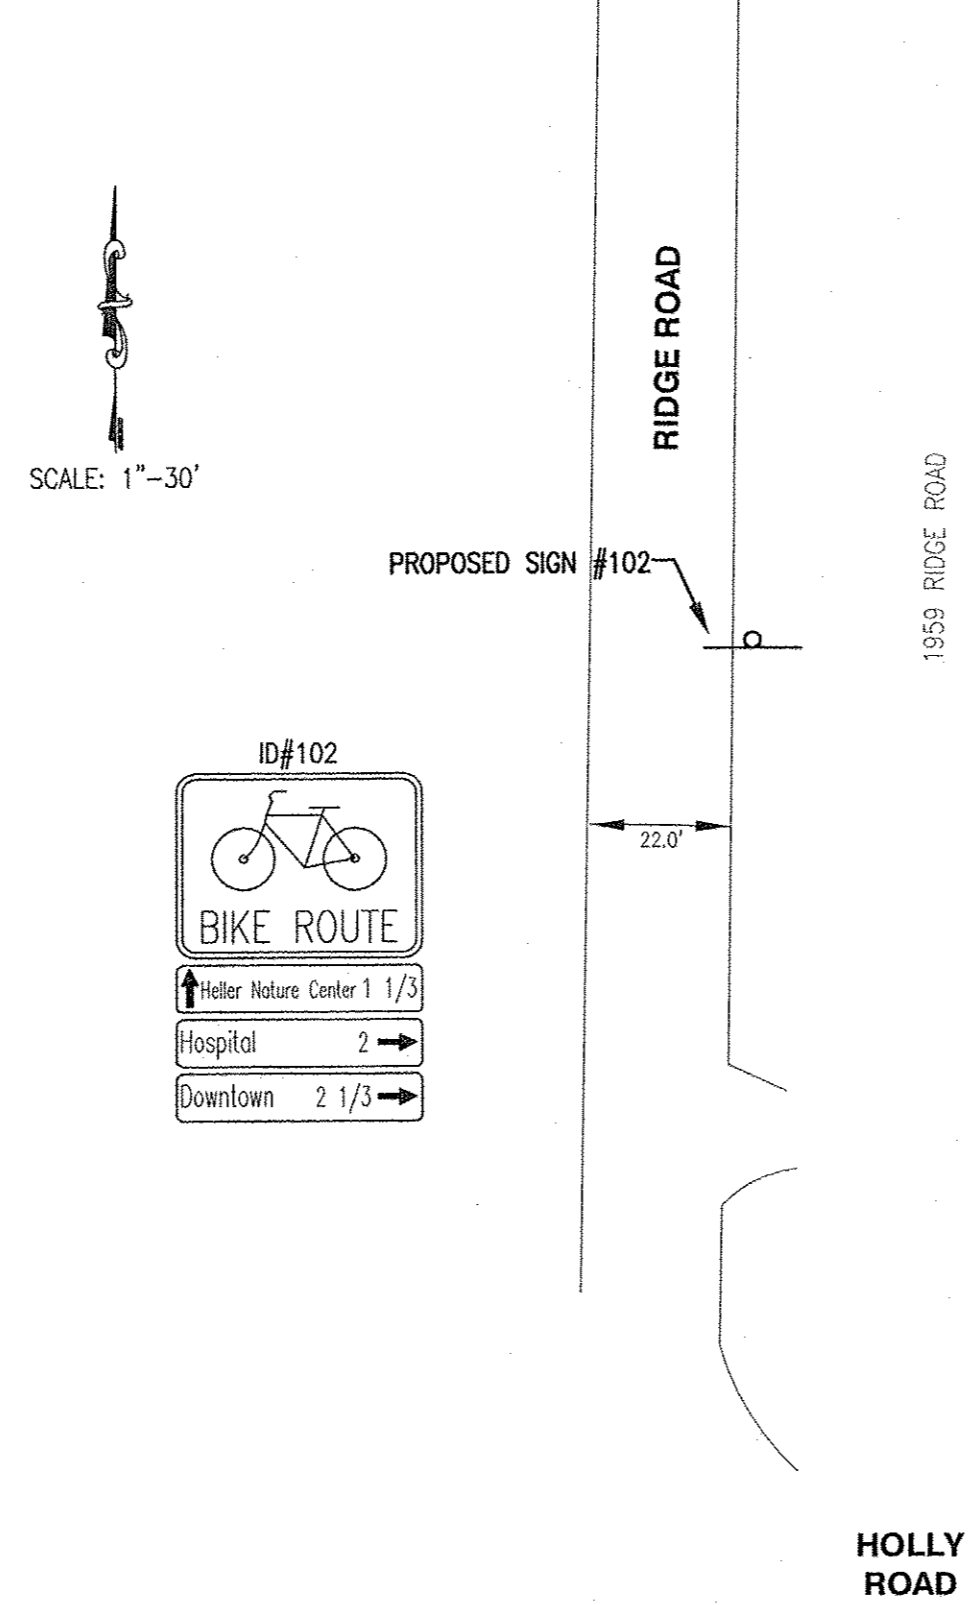 RIDGE ROAD
SCALE: 1"-30'
1959 RIDGE ROAD
PROPOSED SIGN #102
ID#102
BIKE ROUTE
Heller Nature Center 1 1/3
Hospital 2
Downtown 2 1/3
22.0'
HOLLY
ROAD